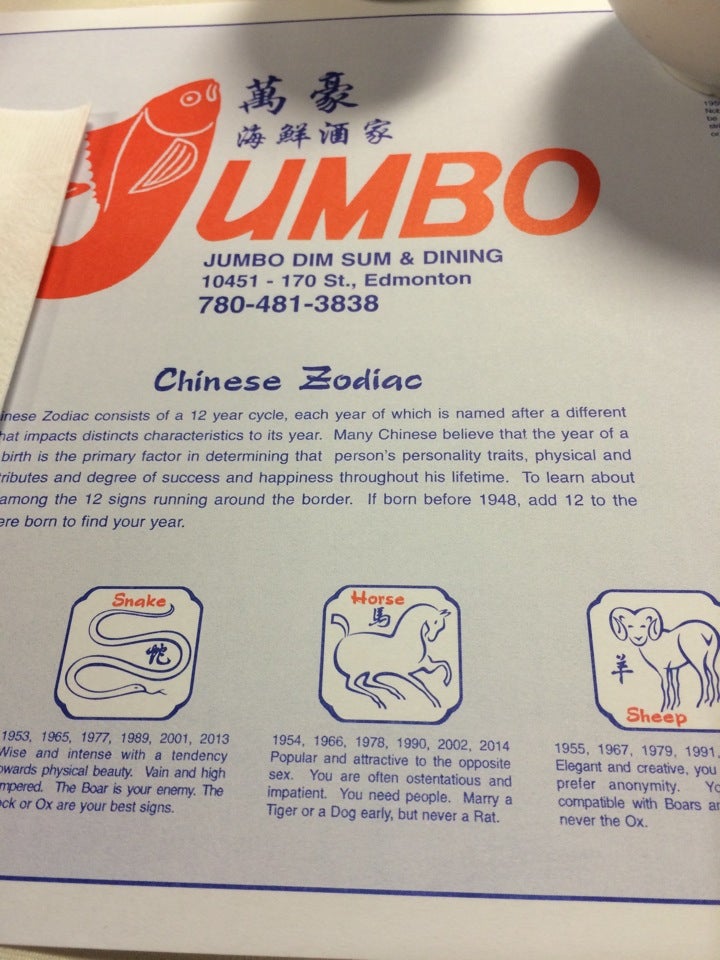 萬豪
海鮮酒家
JUMBO
JUMBO DIM SUM & DINING
10451 - 170 St., Edmonton
780-481-3838
Chinese Zodiac
Zodiac consists of a 12 year cycle, each year of which is named after a different
impacts distincts characteristics to its year. Many Chinese believe that the year of a
birth is the primary factor in determining that person's personality traits, physical and
and degree of success and happiness throughout his lifetime. To learn about
among the 12 signs running around the border. If born before 1948, add 12 to the
born to find your year.
Snake
蛇
1953, 1965, 1977, 1989, 2001, 2013
Wise and intense with a tendency
physical beauty. Vain and high
The Boar is your enemy. The
or Ox are your best signs.
Horse
馬
1954, 1966, 1978, 1990, 2002, 2014
Popular and attractive to the opposite
sex. You are often ostentatious and
impatient. You need people. Marry a
Tiger or a Dog early, but never a Rat.
羊
Sheep
1955, 1967, 1979, 1991,
Elegant and creative, you
prefer anonymity.
compatible with Boars
never the Ox.